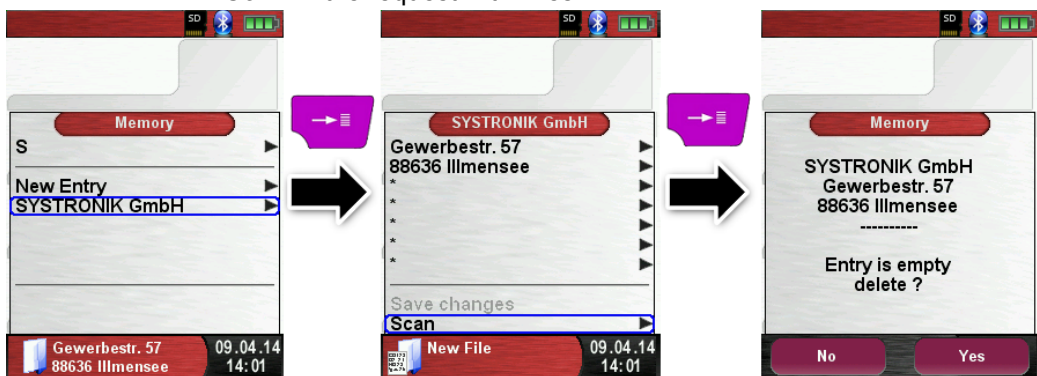 SD
Memory
S
New Entry
SYSTRONIK GmbH
Gewerbestr. 57
88636 Illmensee
09.04.14
14:01
SD
SYSTRONIK GmbH
Gewerbestr. 57
88636 Illmensee
*
*
*
*
*
Save changes
Scan
New File
09.04.14
14:01
SD
Memory
SYSTRONIK GmbH
Gewerbestr. 57
88636 Illmensee
----------
Entry is empty
delete ?
No
Yes